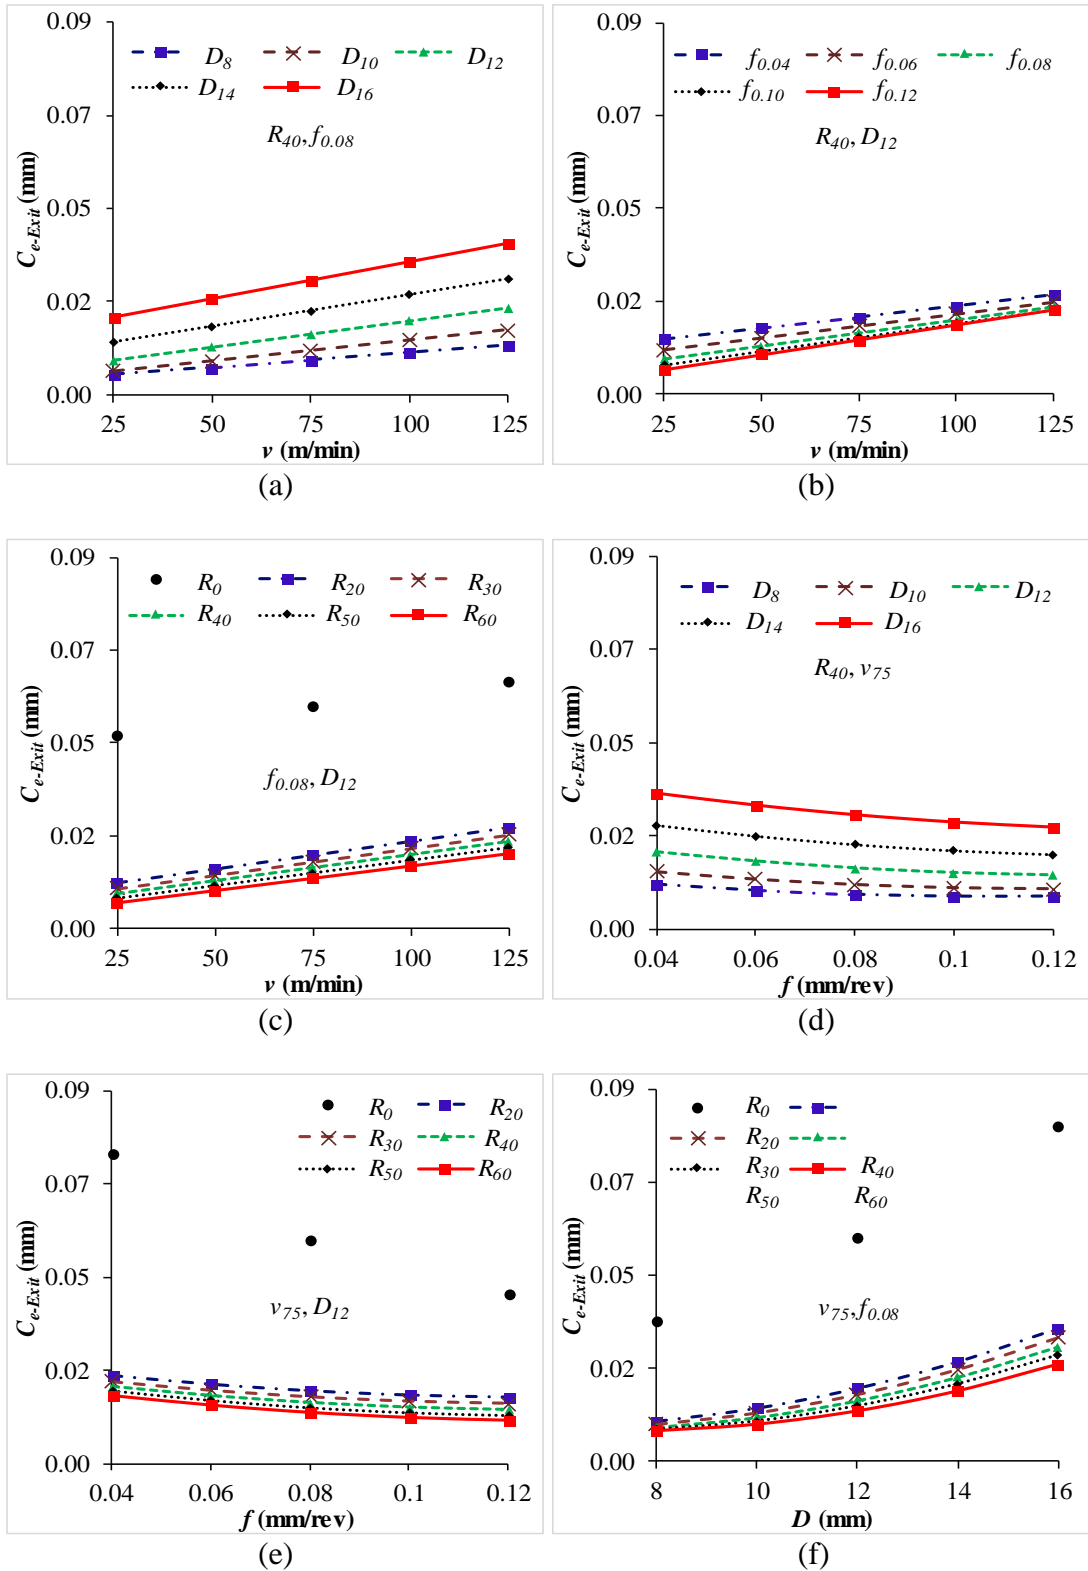 0.09
D8 D10 D12
D14 D16
0.07
R40, f0.08
0.05
Ce-Exit (mm)
0.02
0.00
25 50 75 100 125
v (m/min)
(a)
0.09
f0.04 f0.06 f0.08
f0.10 f0.12
0.07
R40, D12
0.05
Ce-Exit (mm)
0.02
0.00
25 50 75 100 125
v (m/min)
(b)
0.09
R0 R20 R30
R40 R50 R60
0.07
0.05
Ce-Exit (mm)
f0.08, D12
0.02
0.00
25 50 75 100 125
v (m/min)
(c)
0.09
D8 D10 D12
D14 D16
0.07
R40, v75
0.05
Ce-Exit (mm)
0.02
0.00
0.04 0.06 0.08 0.1 0.12
f (mm/rev)
(d)
0.09
R0 R20
R30 R40
R50 R60
0.07
0.05
Ce-Exit (mm)
v75, D12
0.02
0.00
0.04 0.06 0.08 0.1 0.12
f (mm/rev)
(e)
0.09
R0
R20
R30 R40
R50 R60
0.07
0.05
Ce-Exit (mm)
v75, f0.08
0.02
0.00
8 10 12 14 16
D (mm)
(f)